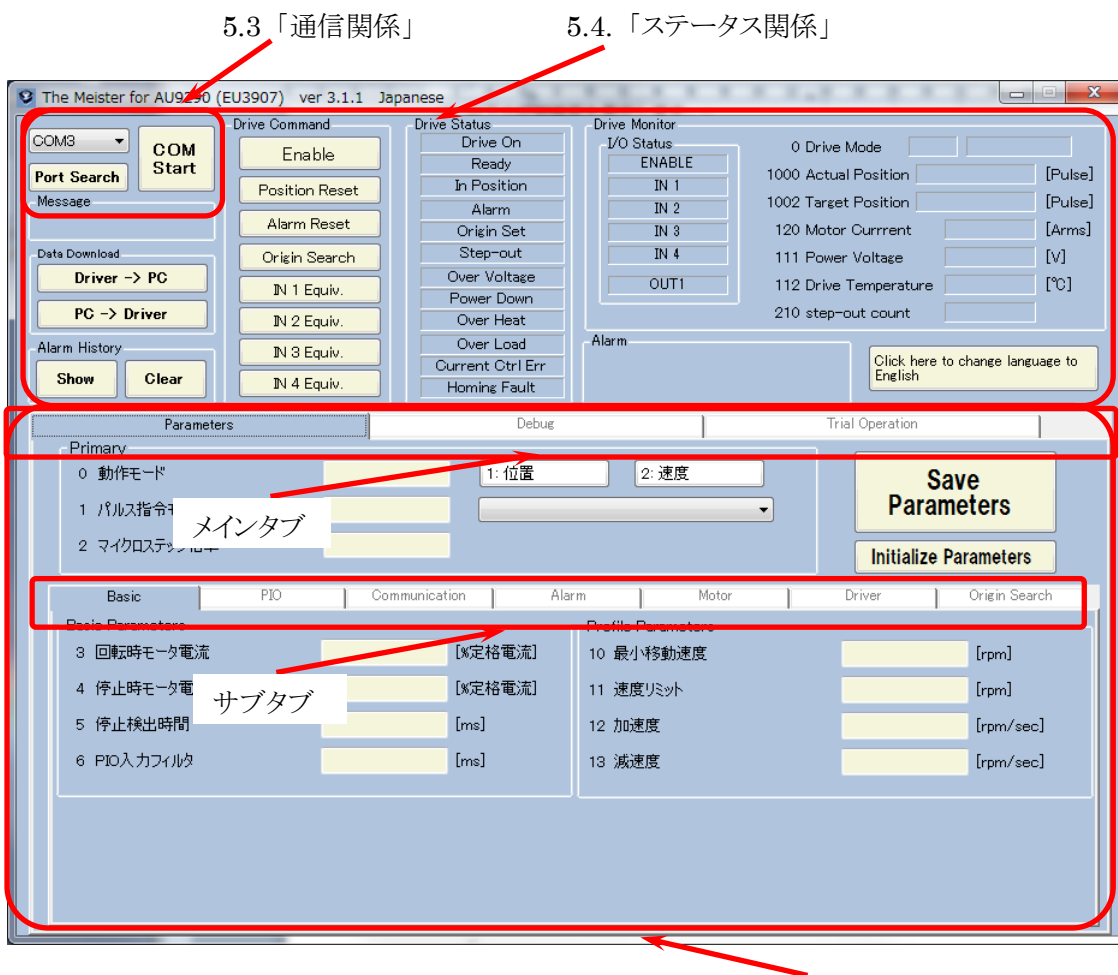 5.3「通信関係」
5.4.「ステータス関係」
The Meister for AU9290 (EU3907) ver 3.1.1 Japanese
COM3
COM Start
Port Search
Message
Data Download
Driver -> PC
PC -> Driver
Alarm History
Show
Clear
Drive Command
Enable
Position Reset
Alarm Reset
Origin Search
IN 1 Equiv.
IN 2 Equiv.
IN 3 Equiv.
IN 4 Equiv.
Drive Status
Drive On
Ready
In Position
Alarm
Origin Set
Step-out
Over Voltage
Power Down
Over Heat
Over Load
Current Ctrl Err
Homing Fault
Drive Monitor
I/O Status
ENABLE
IN 1
IN 2
IN 3
IN 4
OUT1
0 Drive Mode
1000 Actual Position [Pulse]
1002 Target Position [Pulse]
120 Motor Currrent [Arms]
111 Power Voltage [V]
112 Drive Temperature [℃]
210 step-out count
Alarm
Click here to change language to
English
Parameters
Debug
Trial Operation
Primary
0 動作モード
1: 位置
2: 速度
1 パルス指令
2 マイクロステップ
メインタブ
Save
Parameters
Initialize Parameters
Basic
PIO
Communication
Alarm
Motor
Driver
Origin Search
Basic Parameters
3 回転時モータ電流 [%定格電流]
4 停止時モータ電 [%定格電流]
5 停止検出時間 [ms]
6 PIO入力フィルタ [ms]
サブタブ
Profile Parameters
10 最小移動速度 [rpm]
11 速度リミット [rpm]
12 加速度 [rpm/sec]
13 減速度 [rpm/sec]